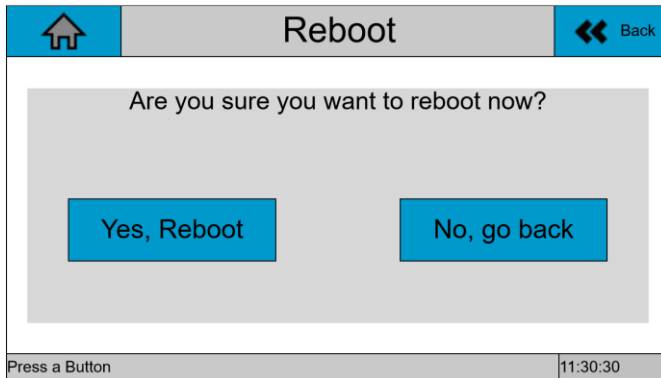 Reboot
Back
Are you sure you want to reboot now?
Yes, Reboot
No, go back
Press a Button
11:30:30